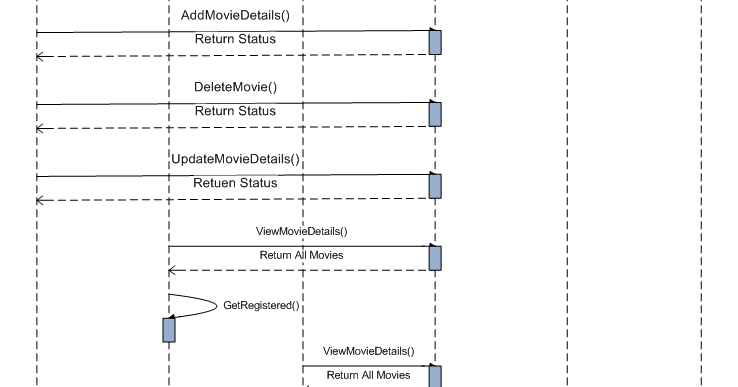 AddMovieDetails()
Return Status
DeleteMovie()
Return Status
UpdateMovieDetails()
Retuen Status
ViewMovieDetails()
Return All Movies
GetRegistered()
ViewMovieDetails()
Return All Movies